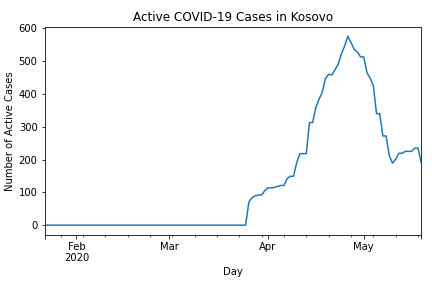 Active COVID-19 Cases in Kosovo
600
500
400
300
200
100
0
Number of Active Cases
Feb
2020
Mar
Apr
May
Day